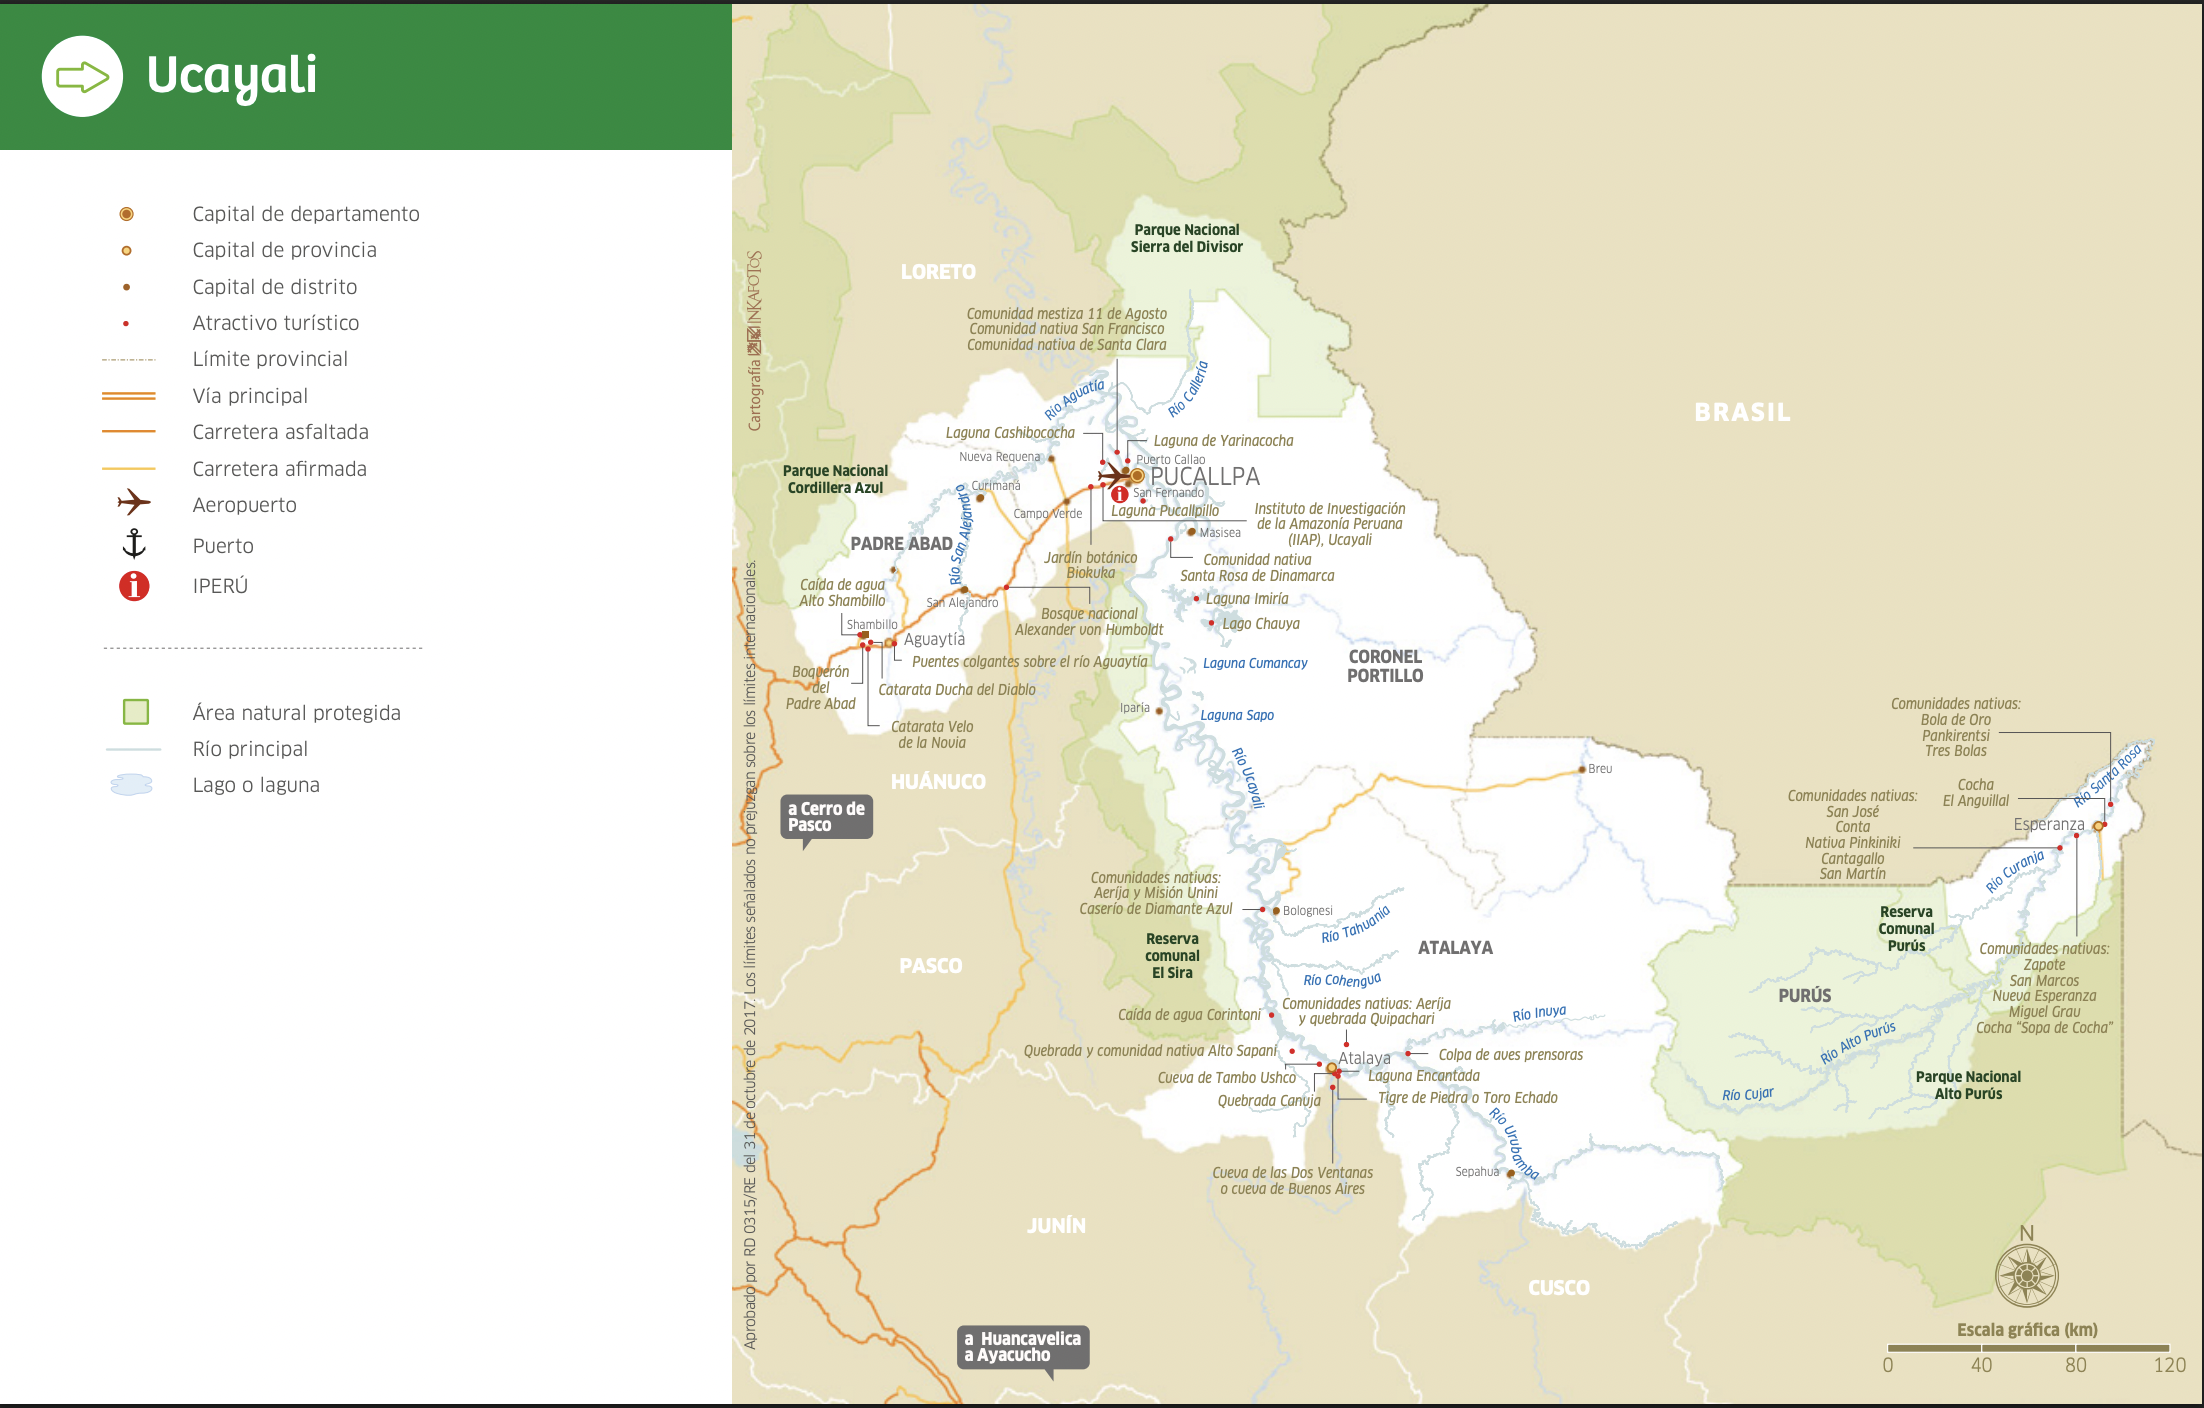 Ucayali
Capital de departamento
Capital de provincia
Capital de distrito
Atractivo turístico
Límite provincial
Vía principal
Carretera asfaltada
Carretera afirmada
Aeropuerto
Puerto
i
IPERÚ
Área natural protegida
Río principal
Lago o laguna
Cartografía INKAFOTOS
Aprobado por RD 0315/RE del 31 de octubre de 2017. Los límites señalados no prejuzgan sobre los límites internacionales.
Parque Nacional
Sierra del Divisor
LORETO
Comunidad mestiza 11 de Agosto
Comunidad nativa San Francisco
Comunidad nativa de Santa Clara
Río Aguatía
Río Callería
BRASIL
Laguna Cashibococha
Laguna de Yarinacocha
Nueva Requena
Puerto Callao
Parque Nacional
Cordillera Azul
PUCALLPA
Curimaná
i
San Fernando
Campo Verde
Laguna Pucallpillo
Instituto de Investigación
de la Amazonía Peruana
(IIAP), Ucayali
Río San Alejandro
Masisea
PADRE ABAD
Jardín botánico
Biokuka
Comunidad nativa
Santa Rosa de Dinamarca
Caída de agua
Alto Shambillo
San Alejandro
Laguna Imiría
Bosque nacional
Alexander von Humboldt
Lago Chauya
Shambillo
Aguaytía
Puentes colgantes sobre el río Aguaytía
Laguna Cumancay
CORONEL
PORTILLO
Boquerón
del
Padre Abad
Catarata Ducha del Diablo
Iparía
Laguna Sapo
Catarata Velo
de la Novia
Comunidades nativas:
Bola de Oro
Pankirentsi
Tres Bolas
Río Ucayali
HUÁNUCO
Breu
Río Santa Rosa
Cocha
El Anguillal
a Cerro de
Pasco
Comunidades nativas:
San José
Conta
Nativa Pinkiniki
Cantagallo
San Martín
Esperanza
Río Curanja
Comunidades nativas:
Aeríja y Misión Unini
Caserío de Diamante Azul
Bolognesi
Río Tahuanía
Reserva
Comunal
Purús
Reserva
comunal
El Sira
ATALAYA
PASCO
Comunidades nativas:
Zapote
San Marcos
Nueva Esperanza
Miguel Grau
Cocha “Sopa de Cocha”
Río Cohengua
PURÚS
Caída de agua Corintoni
Comunidades nativas: Aeríja
y quebrada Quipachari
Río Inuya
Río Alto Purús
Quebrada y comunidad nativa Alto Sapani
Atalaya
Colpa de aves prensoras
Cueva de Tambo Ushco
Laguna Encantada
Parque Nacional
Alto Purús
Quebrada Canuja
Tigre de Piedra o Toro Echado
Río Cujar
Río Urubamba
Cueva de las Dos Ventanas
o cueva de Buenos Aires
Sepahua
JUNÍN
CUSCO
N
a Huancavelica
a Ayacucho
Escala gráfica (km)
0 40 80 120